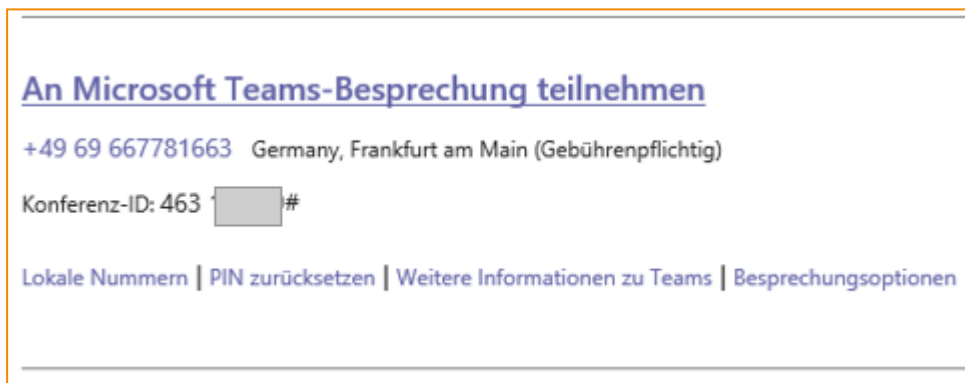 An Microsoft Teams-Besprechung teilnehmen
+49 69 667781663 Germany, Frankfurt am Main (Gebührenpflichtig)
Konferenz-ID: 463 #
Lokale Nummern | PIN zurücksetzen | Weitere Informationen zu Teams | Besprechungsoptionen